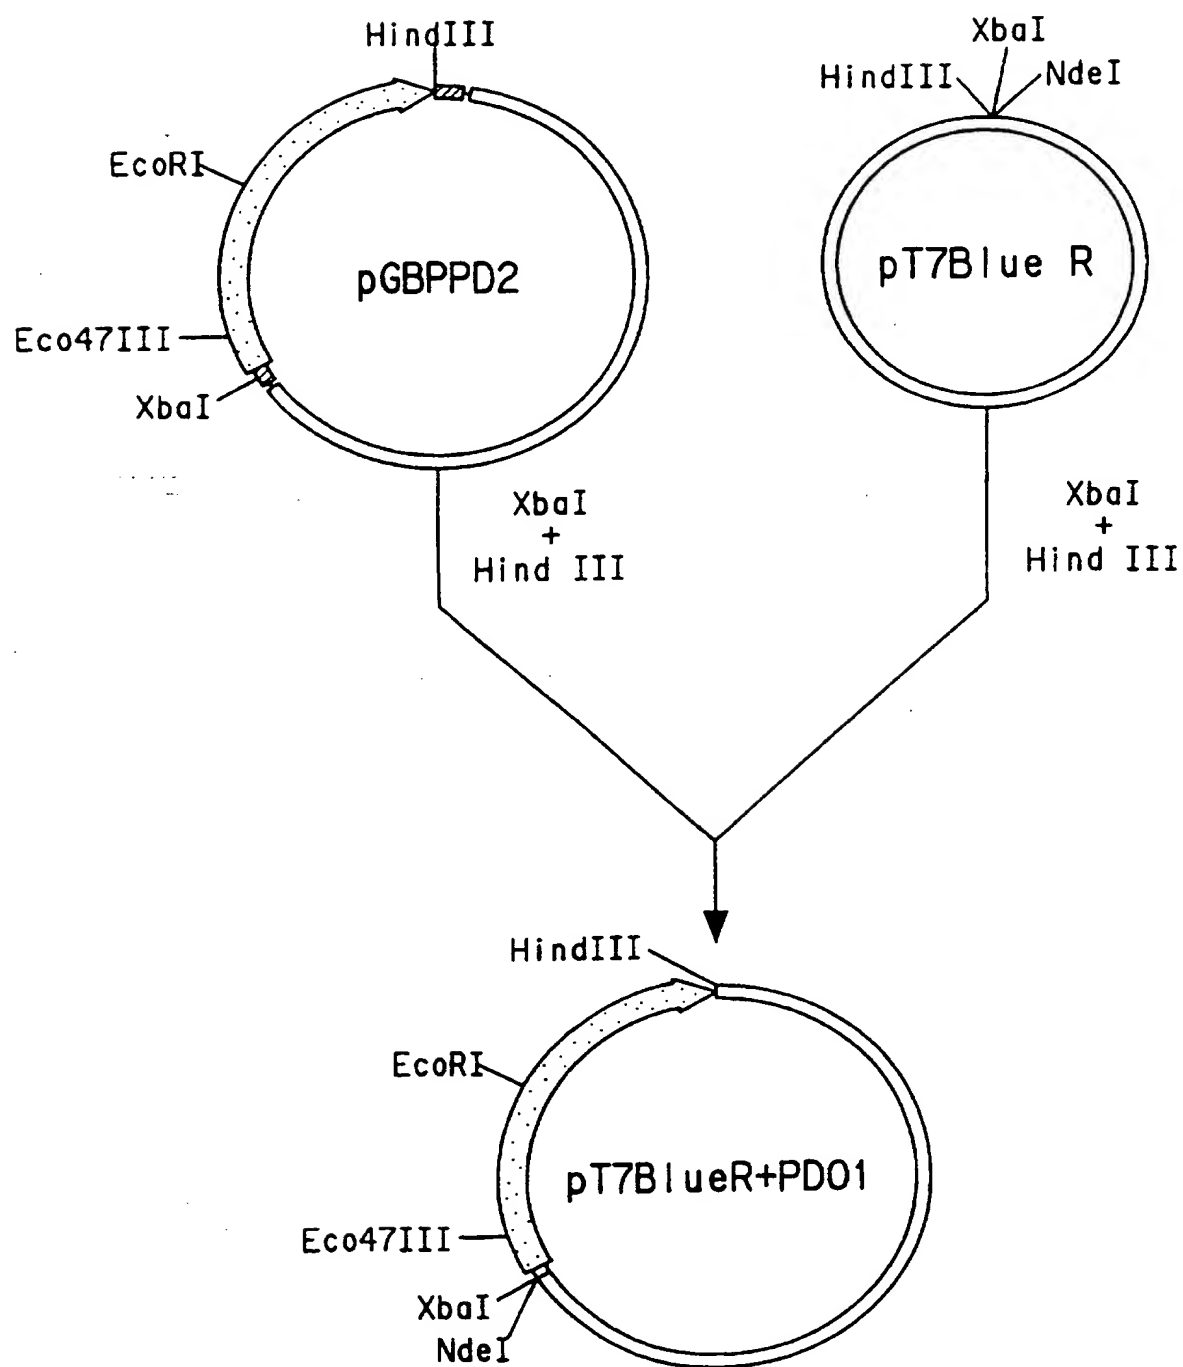 HindIII
EcoRI
pGBPPD2
Eco47III
XbaI
XbaI
HindIII
NdeI
pT7Blue R
XbaI
+
Hind III
XbaI
+
Hind III
HindIII
EcoRI
pT7BlueR+PDO1
Eco47III
XbaI
NdeI